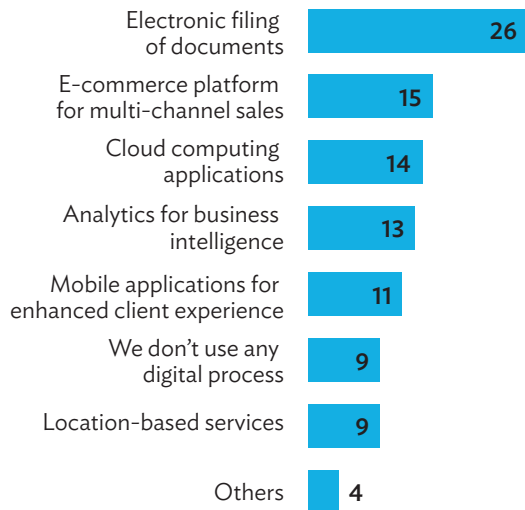 Electronic filing
of documents
26
E-commerce platform
for multi-channel sales
15
Cloud computing
applications
14
Analytics for business
intelligence
13
Mobile applications for
enhanced client experience
11
We don’t use any
digital process
9
Location-based services
9
Others
4